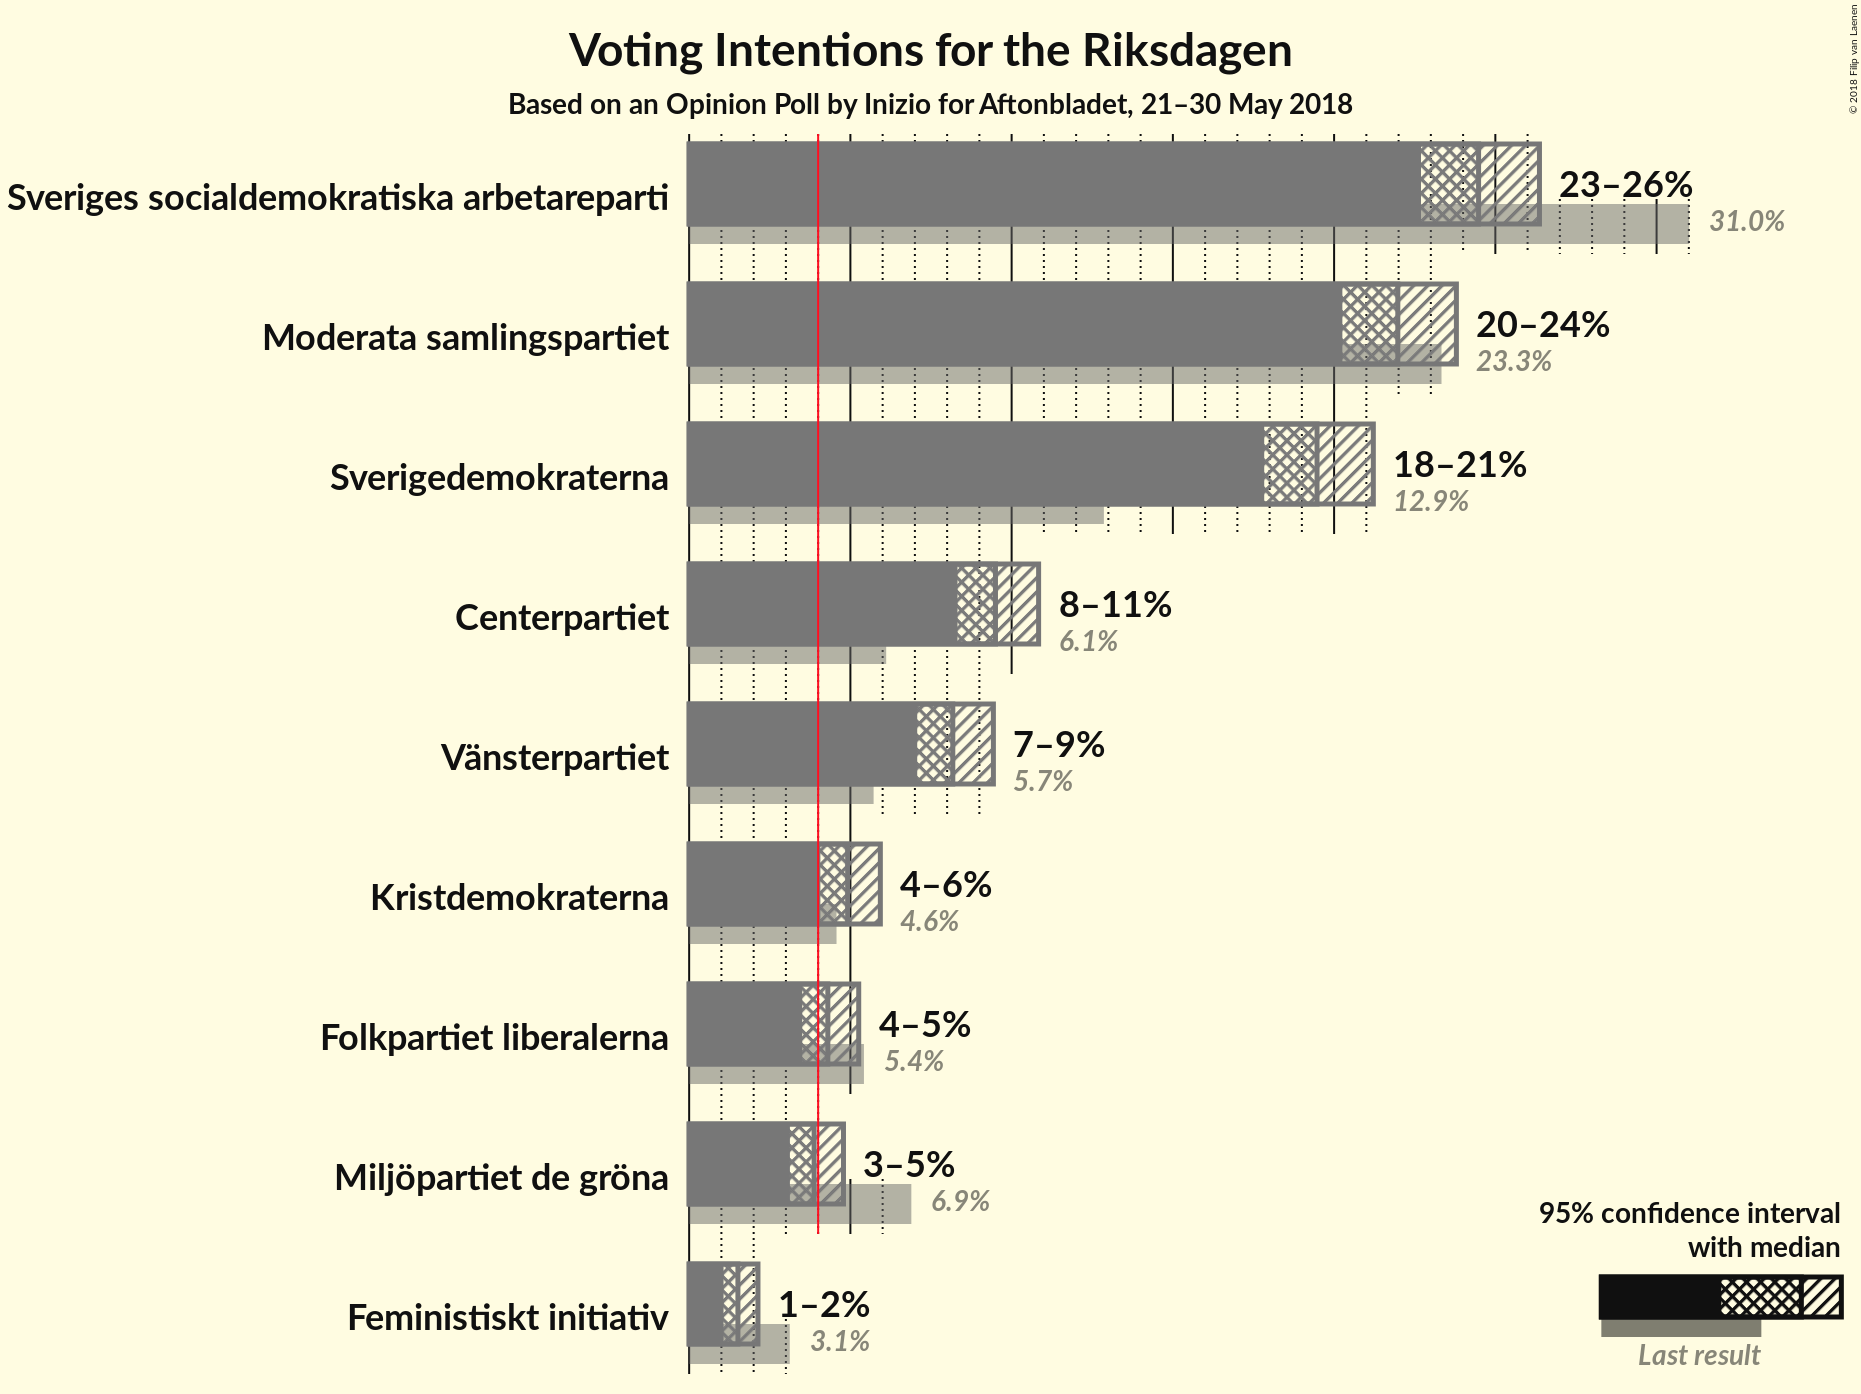 Voting Intentions for the Riksdagen
Based on an Opinion Poll by Inizio for Aftonbladet, 21–30 May 2018
© 2018 Filip van Laenen
Sveriges socialdemokratiska arbetareparti
23–26%
31.0%
Moderata samlingspartiet
20–24%
23.3%
Sverigedemokraterna
18–21%
12.9%
Centerpartiet
8–11%
6.1%
Vänsterpartiet
7–9%
5.7%
Kristdemokraterna
4–6%
4.6%
Folkpartiet liberalerna
4–5%
5.4%
Miljöpartiet de gröna
3–5%
6.9%
Feministiskt initiativ
1–2%
3.1%
95% confidence interval
with median
Last result